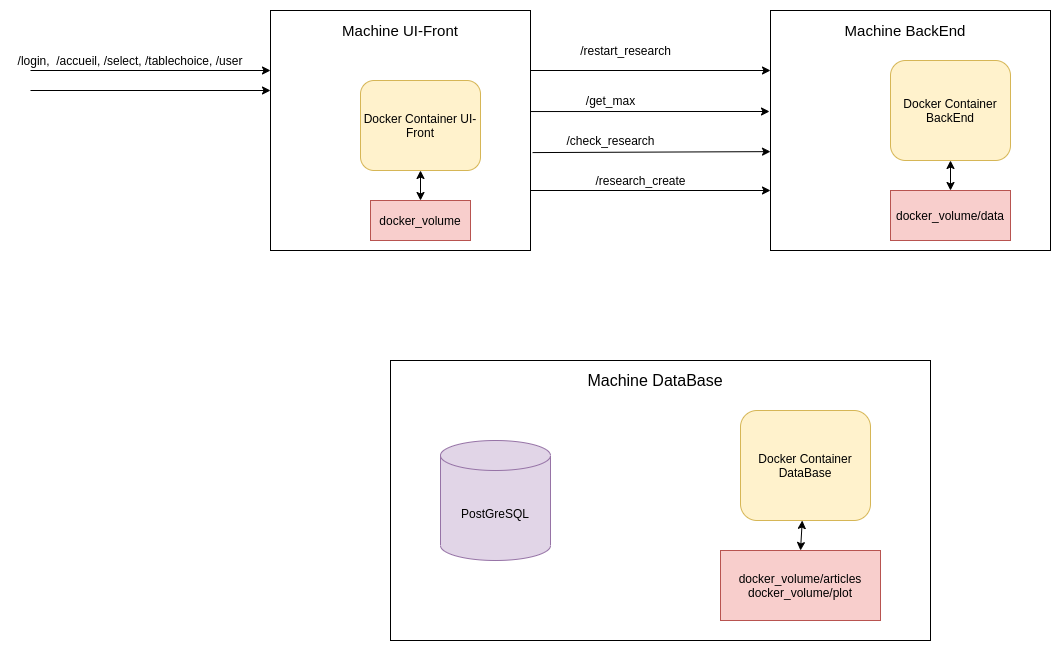 Machine UI-Front
Machine BackEnd
/login,  /accueil, /select, /tablechoice, /user
/restart_research
/get_max
/check_research
/research_create
Docker Container UI-
Front
docker_volume
Docker Container
BackEnd
docker_volume/data
Machine DataBase
PostGreSQL
Docker Container
DataBase
docker_volume/articles
docker_volume/plot